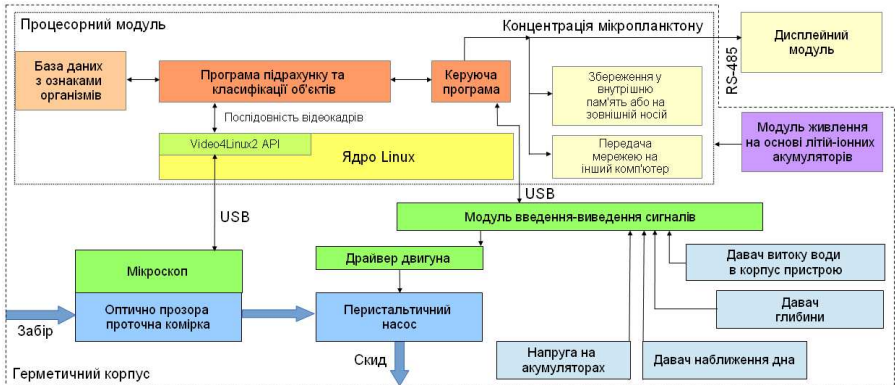 Процесорний модуль
Концентрація мікропланктону
База даних
з ознаками
організмів
Програма підрахунку та
класифікації об'єктів
Керуюча
програма
Дисплейний
модуль
RS-485
Збереження у
внутрішню
пам'ять або на
зовнішній носій
Послідовність відеокадрів
Video4Linux2 API
Ядро Linux
Передача
мережею на
інший комп'ютер
Модуль живлення
на основі літій-іонних
акумуляторів
USB
USB
Модуль введення-виведення сигналів
Мікроскоп
Драйвер двигуна
Давач витоку води
в корпус пристрою
Оптично прозора
проточна комірка
Перистальтичний
насос
Давач
глибини
Забір
Скид
Напруга на
акумуляторах
Давач наближення дна
Герметичний корпус